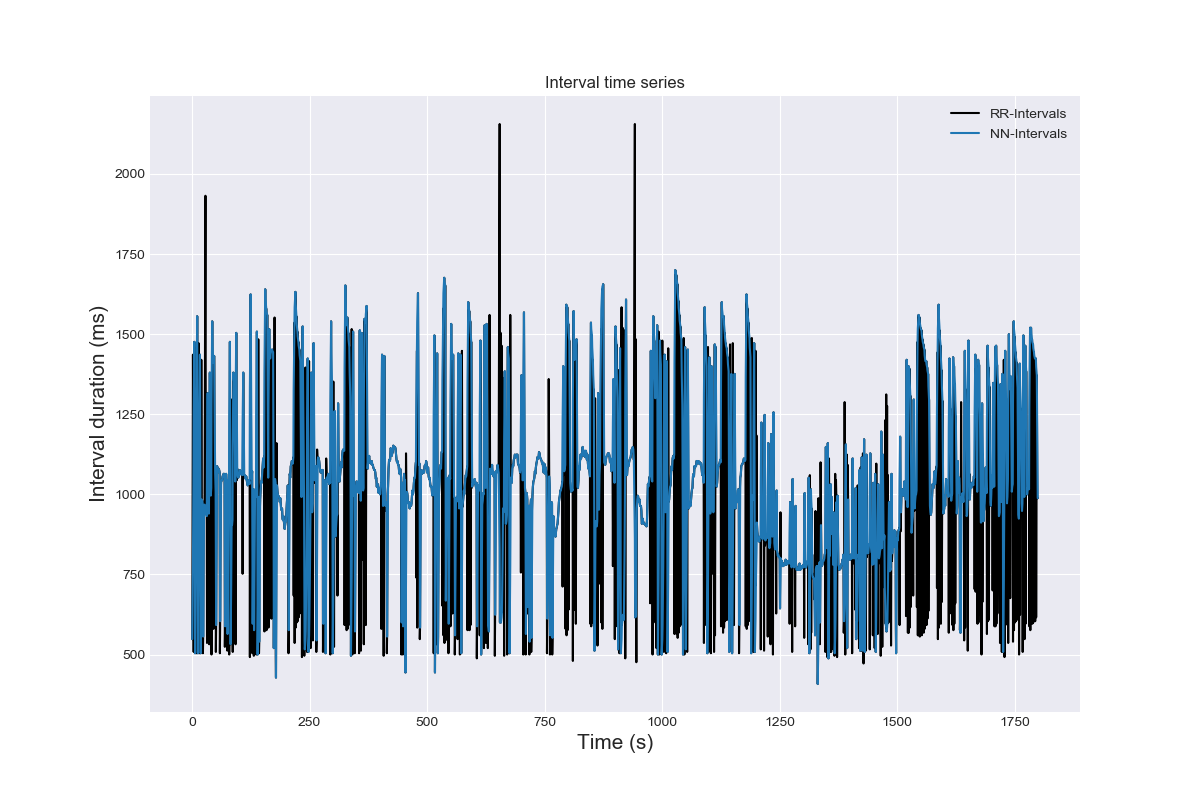 Interval time series
RR-Intervals
NN-Intervals
2000
1750
1500
1250
1000
750
500
Interval duration (ms)
0 250 500 750 1000 1250 1500 1750
Time (s)